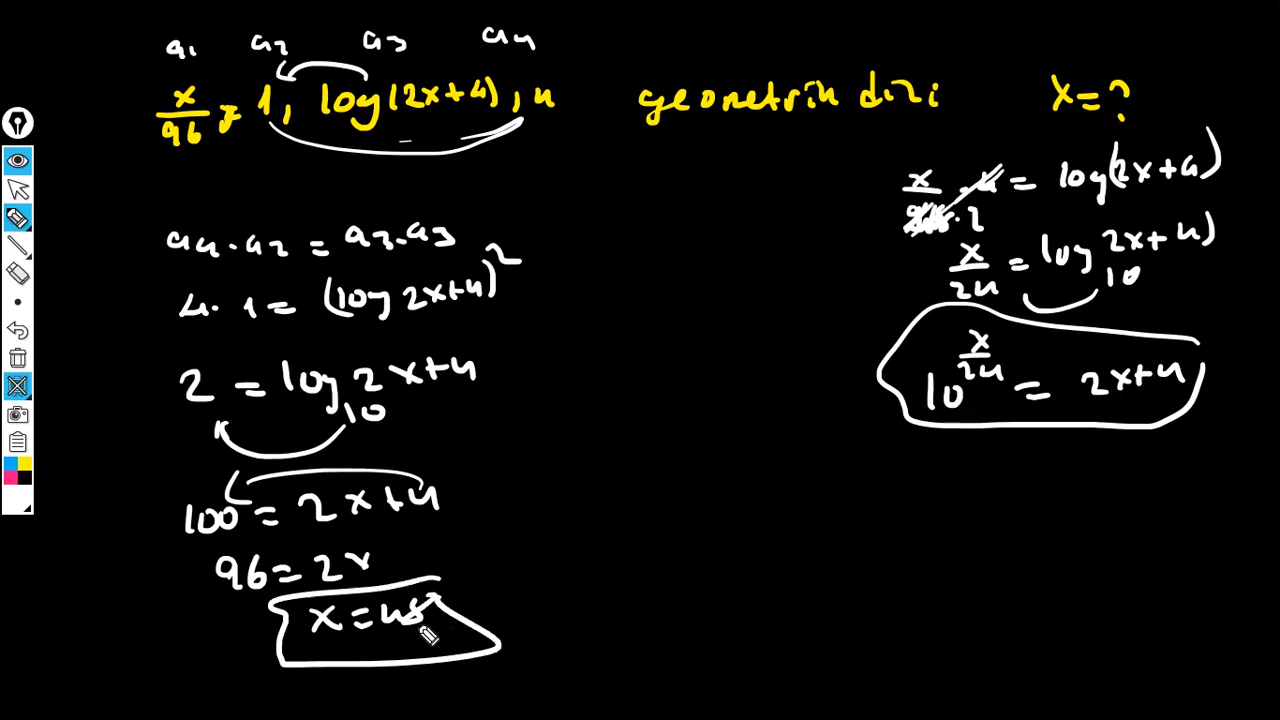 a1 a2 a3 a4
x/96, 1, log(2x+4), 4 geometrik dizi x=?
a4·a2 = a3·a3
4·1 = (log 2x+4)²
2 = log₁₀ 2x+4
100 = 2x+4
96 = 2x
x = 48
x/·2 ·4 = log(2x+4)
x/24 = log₁₀ 2x+4)
10^(x/24) = 2x+4